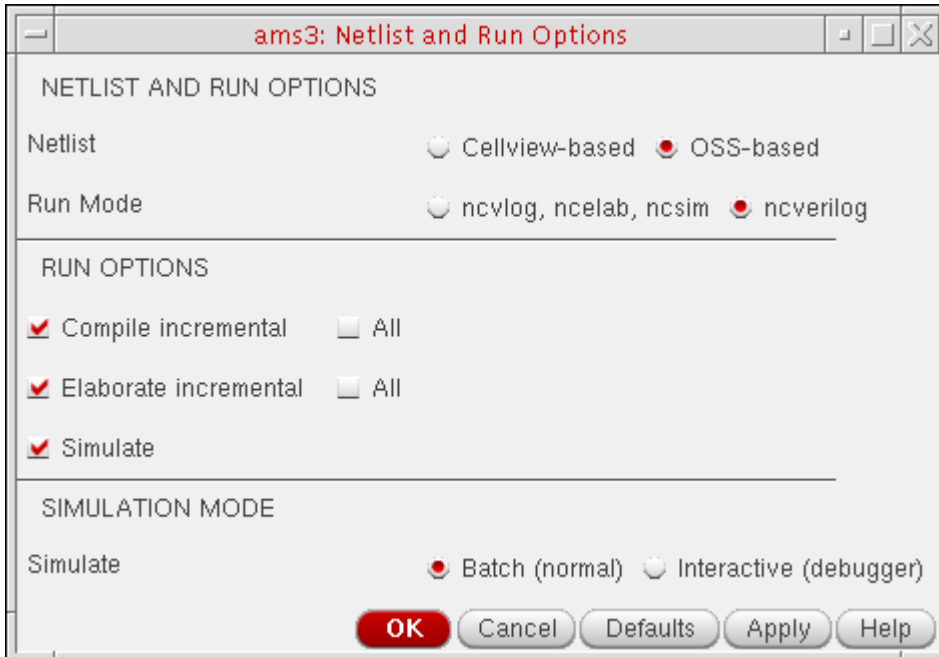 ams3: Netlist and Run Options
NETLIST AND RUN OPTIONS
Netlist Cellview-based OSS-based
Run Mode ncvlog, ncelab, ncsim ncverilog
RUN OPTIONS
Compile incremental All
Elaborate incremental All
Simulate
SIMULATION MODE
Simulate Batch (normal) Interactive (debugger)
OK Cancel Defaults Apply Help